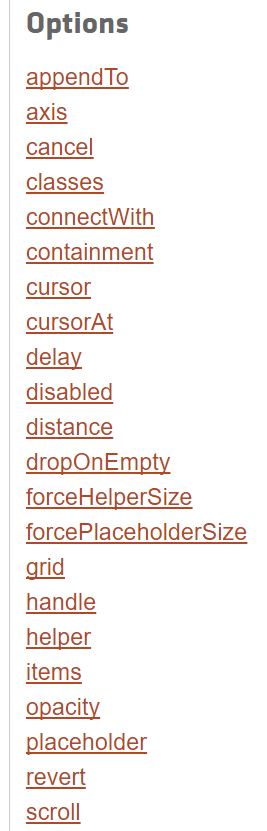 Options
appendTo
axis
cancel
classes
connectWith
containment
cursor
cursorAt
delay
disabled
distance
dropOnEmpty
forceHelperSize
forcePlaceholderSize
grid
handle
helper
items
opacity
placeholder
revert
scroll